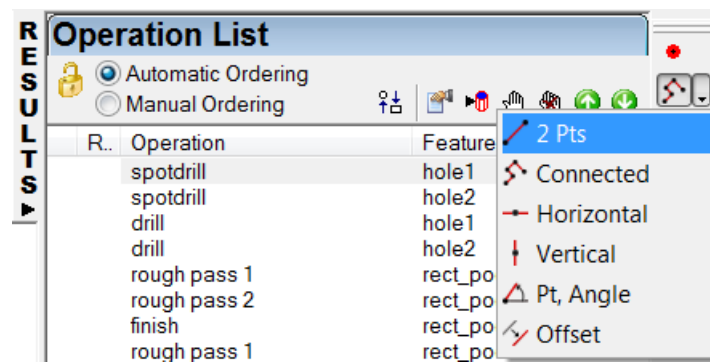 RESULTS
Operation List
Automatic Ordering
Manual Ordering
R.. Operation Feature
spotdrill hole1
spotdrill hole2
drill hole1
drill hole2
rough pass 1 rect_po
rough pass 2 rect_po
finish rect_po
rough pass 1 rect_po
2 Pts
Connected
Horizontal
Vertical
Pt, Angle
Offset